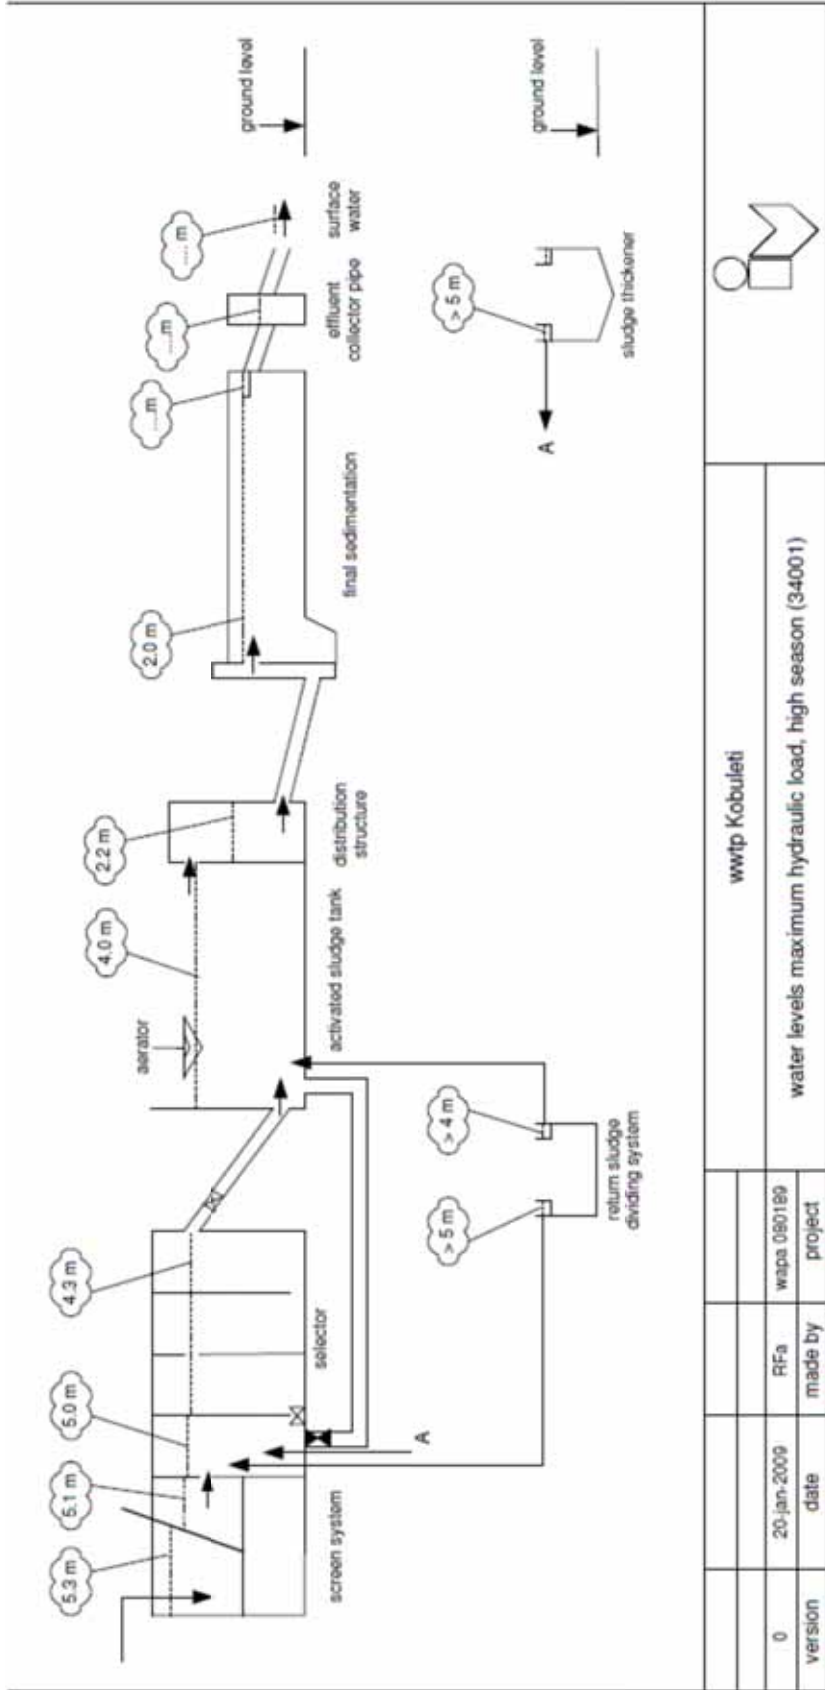 5.3 m
5.1 m
5.0 m
4.3 m
aerator
4.0 m
2.2 m
2.0 m
....m
....m
.... m
ground level
screen system
selector
activated sludge tank
distribution
structure
final sedimentation
effluent
collector pipe
surface
water
A
> 5 m
> 4 m
return sludge
dividing system
A
> 5 m
sludge thickener
ground level
wwtp Kobuleti
0
20-jan-2009
RFa
wapa 080189
water levels maximum hydraulic load, high season (34001)
version
date
made by
project